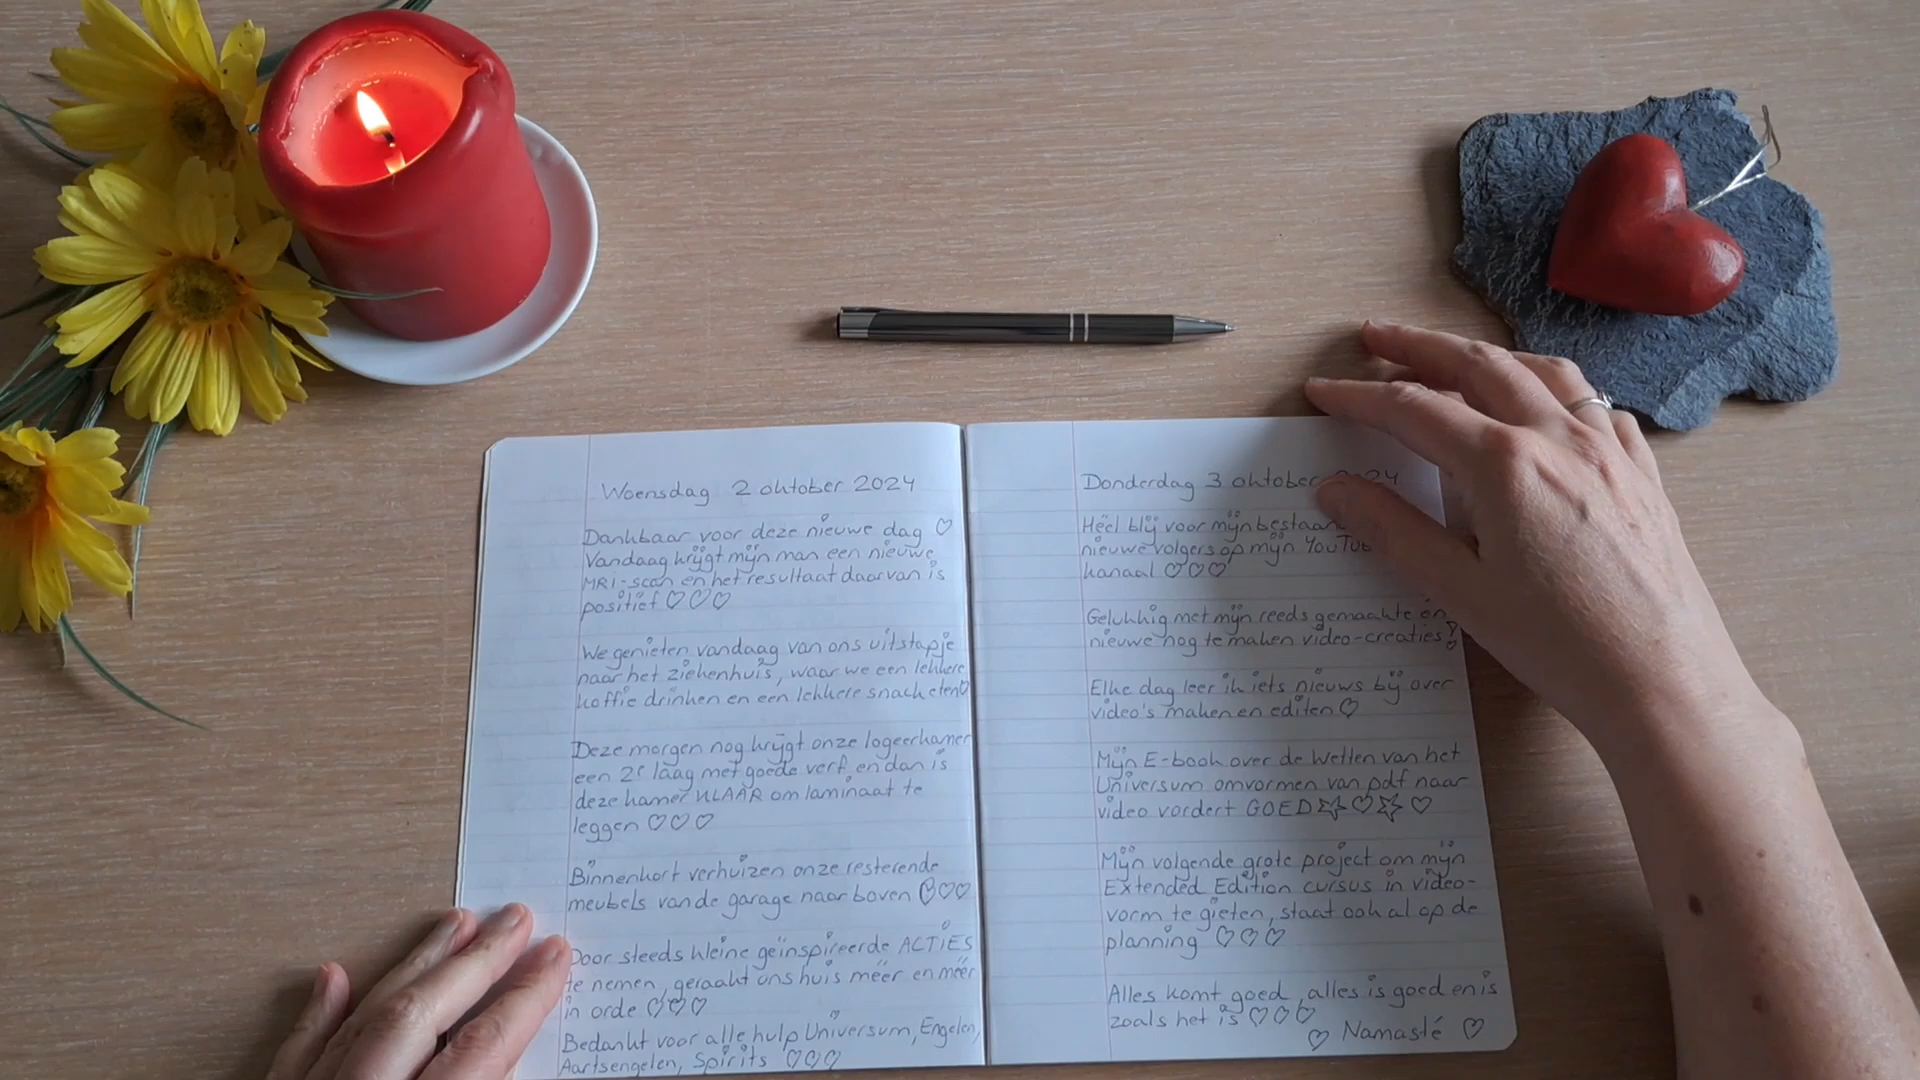 Woensdag 2 oktober 2024
Dankbaar voor deze nieuwe dag ♡
Vandaag krijgt mijn man een nieuwe
MRI-scan en het resultaat daarvan is
positief ♡♡♡
We genieten vandaag van ons uitstapje
naar het ziekenhuis, waar we een lekkere
koffie drinken en een lekkere snack eten♡
Deze morgen nog krijgt onze logeerkamer
een 2e laag met goede verf en dan is
deze kamer KLAAR om laminaat te
leggen ♡♡♡
Binnenkort verhuizen onze resterende
meubels van de garage naar boven ♡♡♡
Door steeds kleine geïnspireerde ACTiES
te nemen, geraakt ons huis méér en méér
in orde ♡♡♡
Bedankt voor alle hulp Universum, Engelen,
Aartsengelen, Spirits ♡♡♡
Donderdag 3 oktober 2024
Héél blij voor mijn bestaan
nieuwe volgers op mijn YouTub
kanaal ♡♡♡
Gelukkig met mijn reeds gemaakte én
nieuwe nog te maken video-creaties!
Elke dag leer ik iets nieuws bij over
video's maken en editen ♡
Mijn E-book over de Wetten van het
Universum omvormen van pdf naar
video vordert GOED ☆♡☆♡
Mijn volgende grote project om mijn
Extended Edition cursus in video-
vorm te gieten, staat ook al op de
planning ♡♡♡
Alles komt goed, alles is goed en is
zoals het is ♡♡♡
♡ Namasté ♡